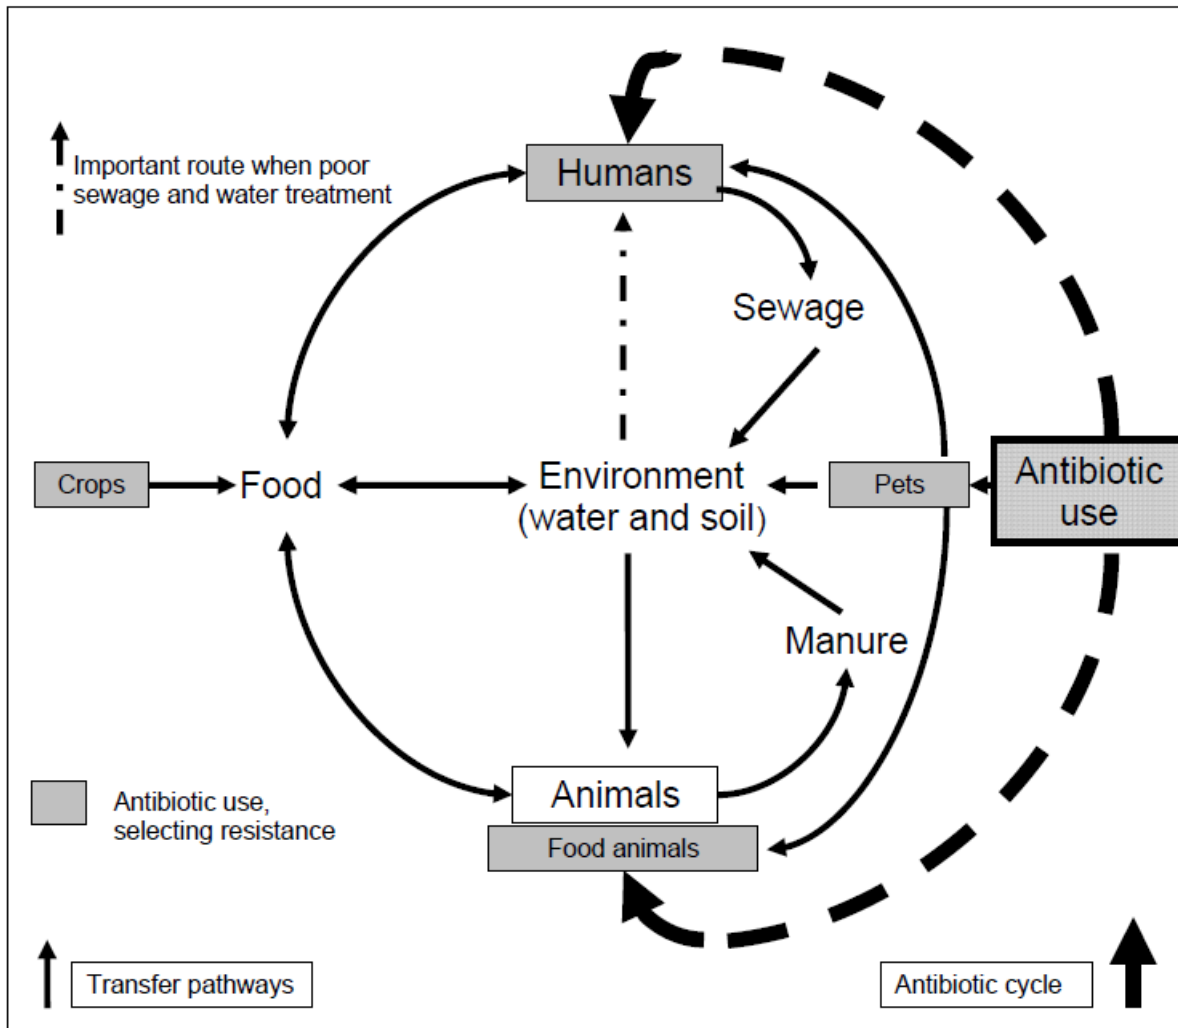 Important route when poor
sewage and water treatment
Humans
Sewage
Crops
Food
Environment
(water and soil)
Pets
Antibiotic
use
Manure
Animals
Food animals
Antibiotic use,
selecting resistance
Transfer pathways
Antibiotic cycle